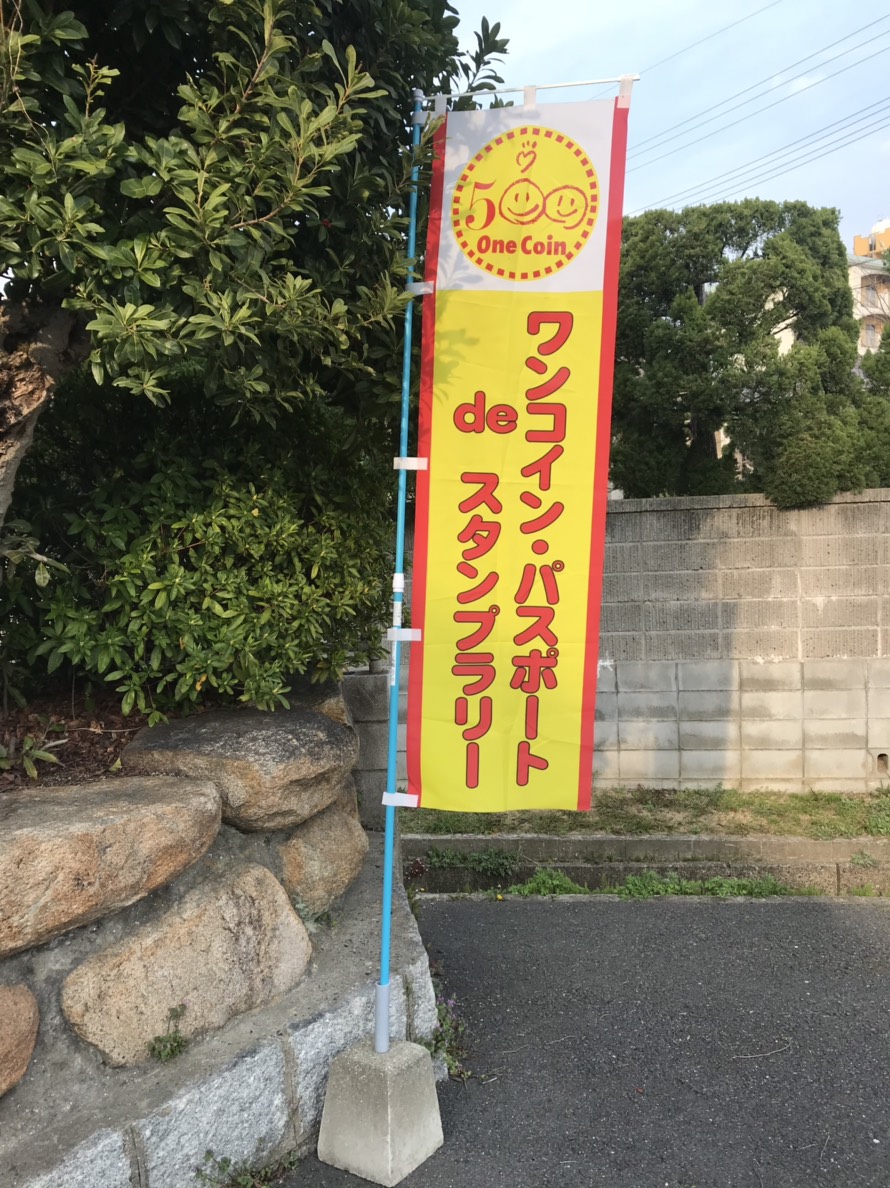 500
One Coin
ワンコイン・パスポート
de スタンプラリー